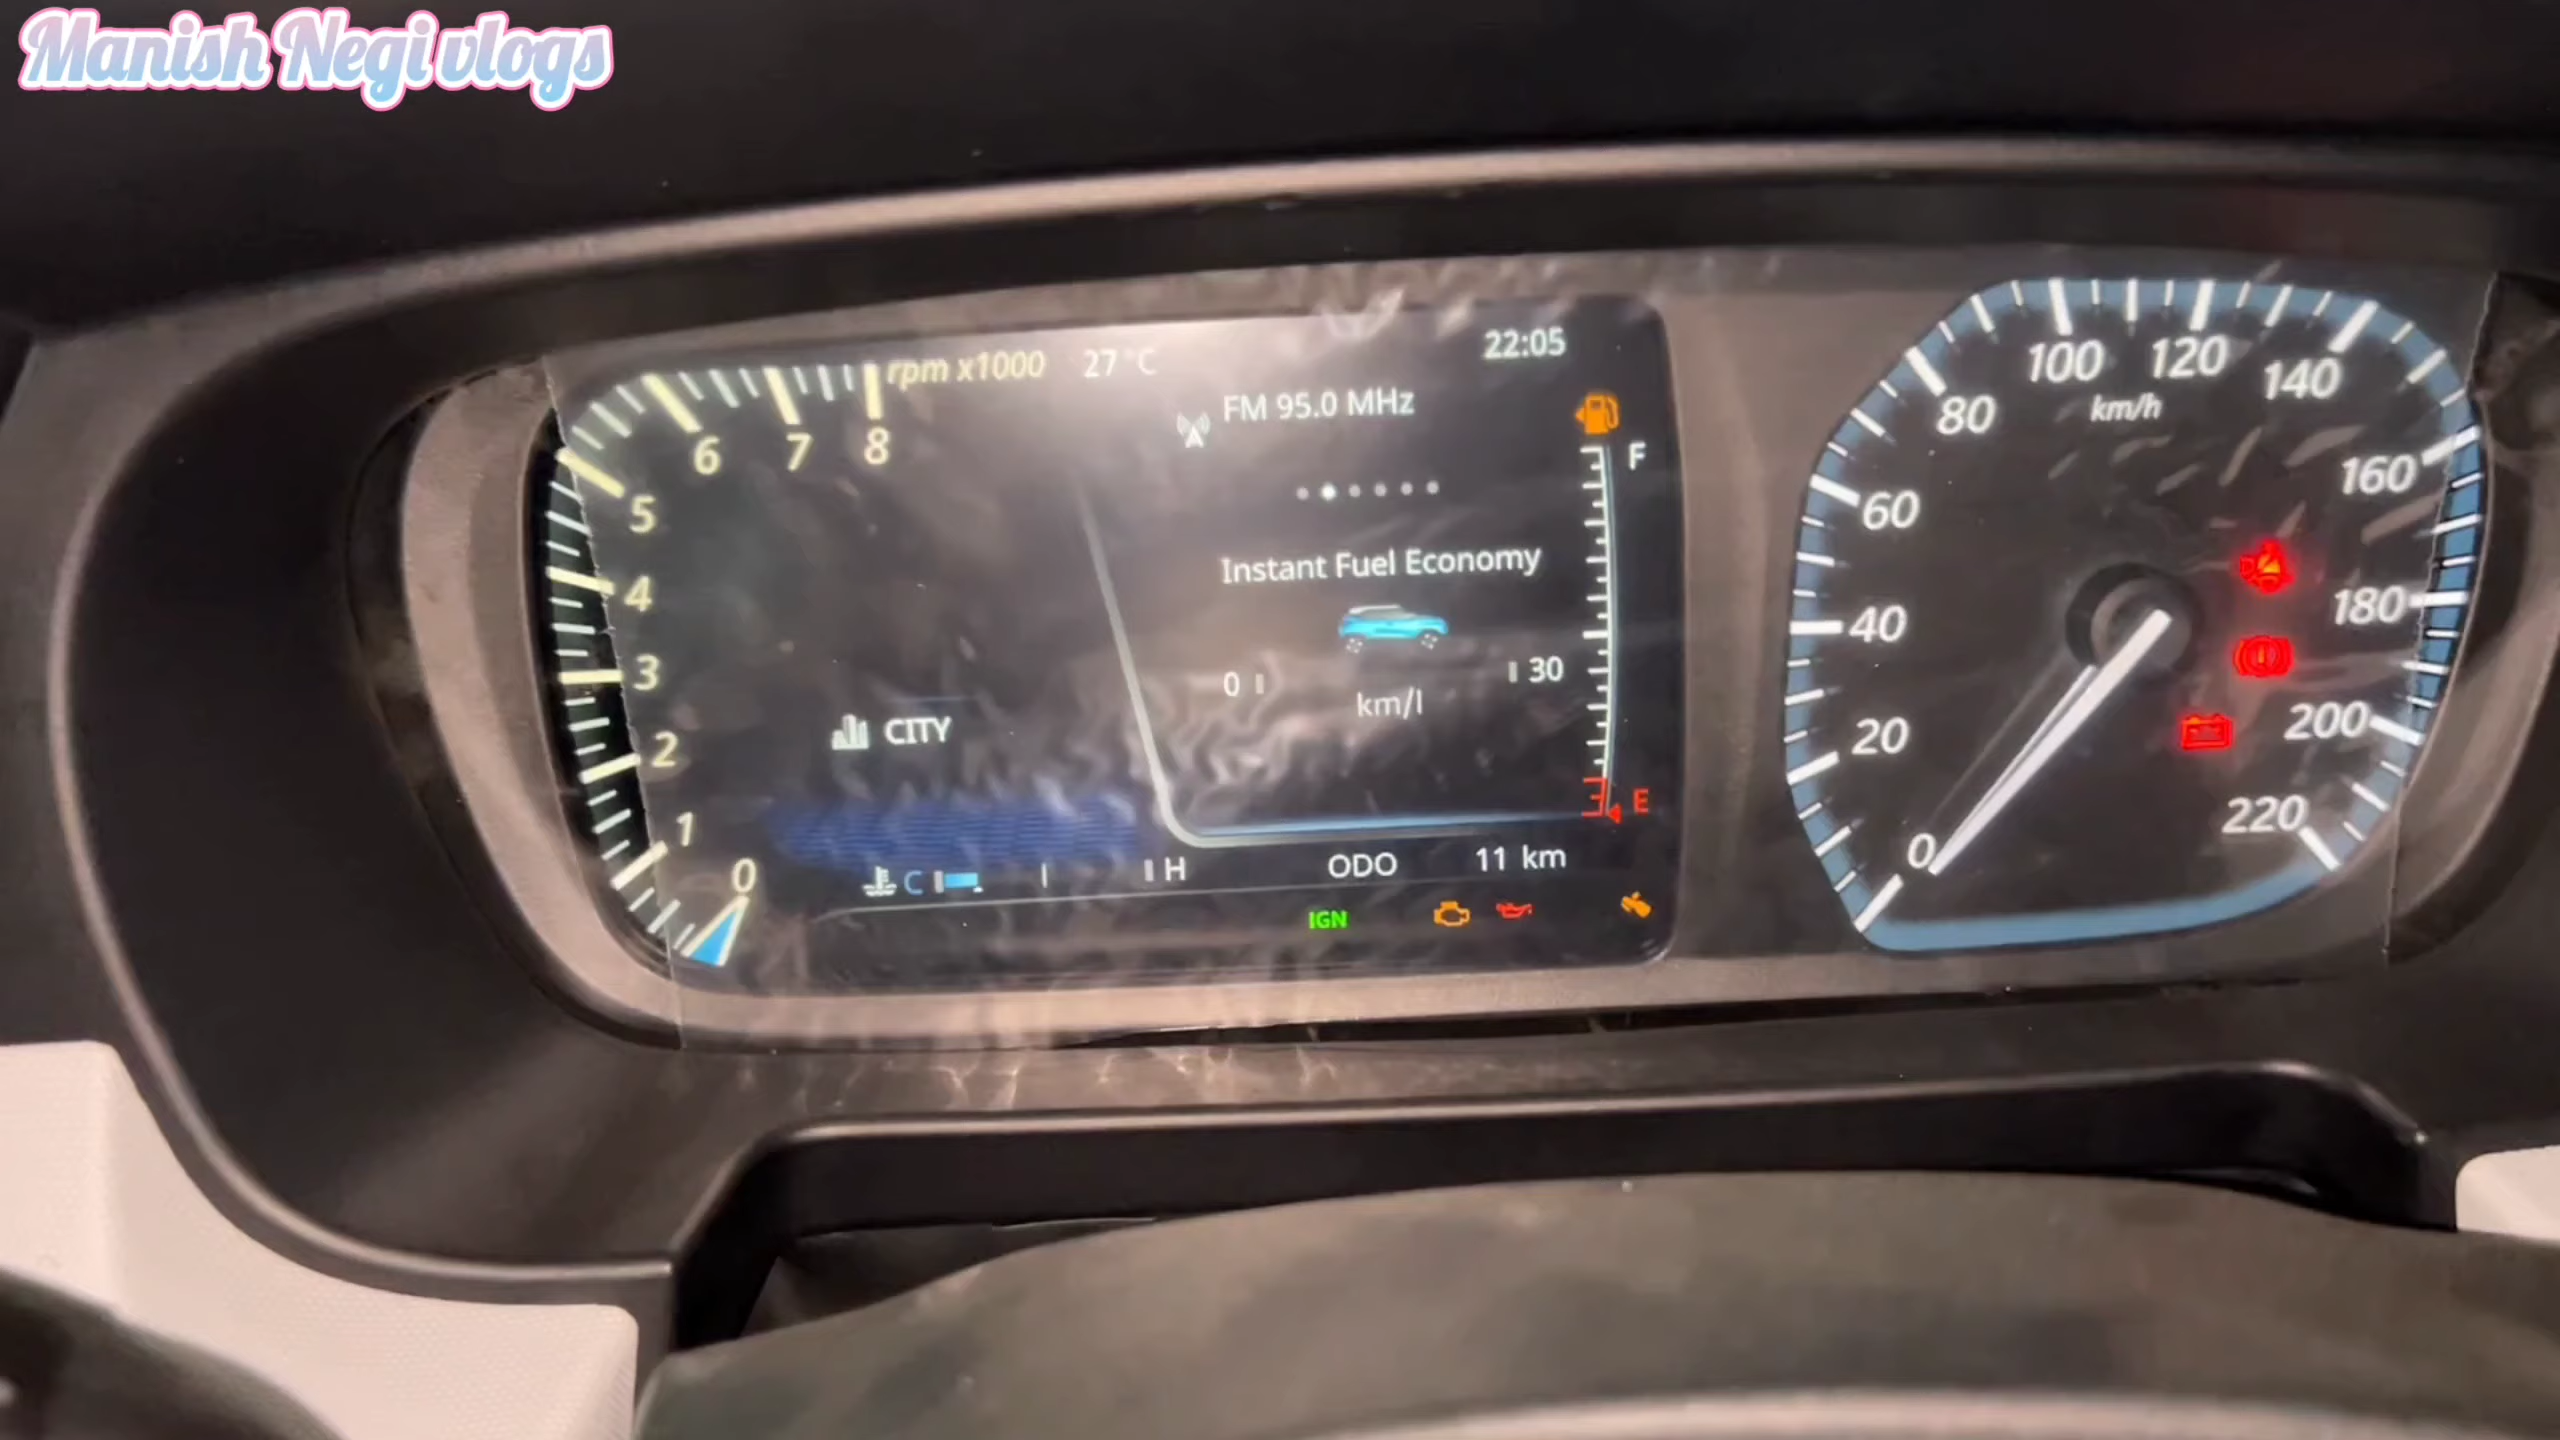 Manish Negi vlogs
rpm x1000 27 °C 22:05
FM 95.0 MHz
0 1 2 3 4 5 6 7 8
F
Instant Fuel Economy
0 30
km/l
CITY
E
C H
ODO 11 km
IGN
0 20 40 60 80 100 120 140 160 180 200 220
km/h